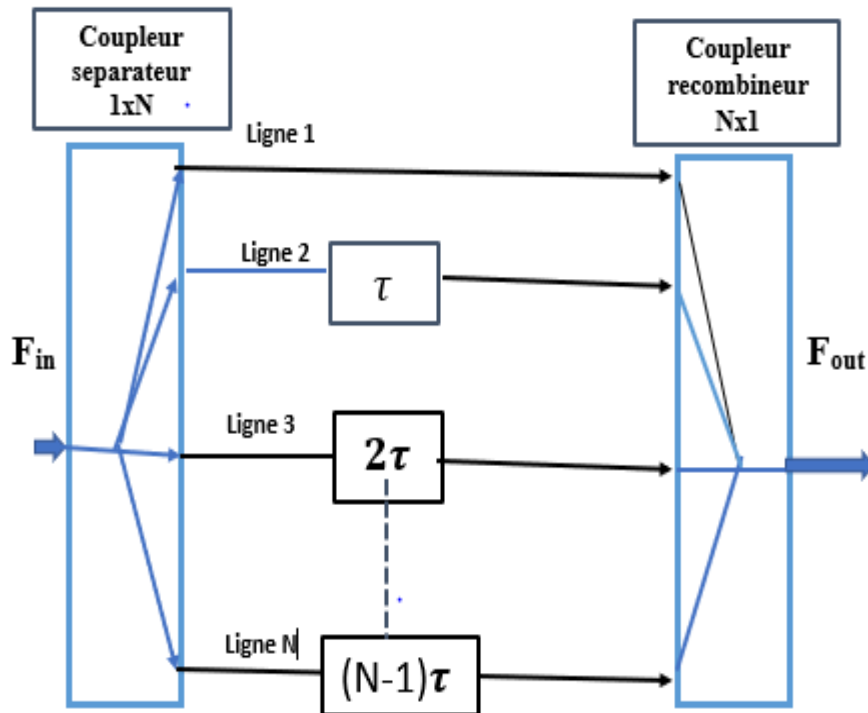 Coupleur
separateur
1xN
Coupleur
recombineur
Nx1
Ligne 1
Ligne 2
τ
Fin
Fout
Ligne 3
2τ
Ligne N
(N-1)τ